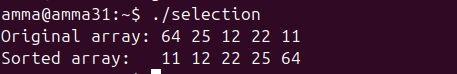 amma@amma31:~$ ./selection
Original array: 64 25 12 22 11
Sorted array:   11 12 22 25 64